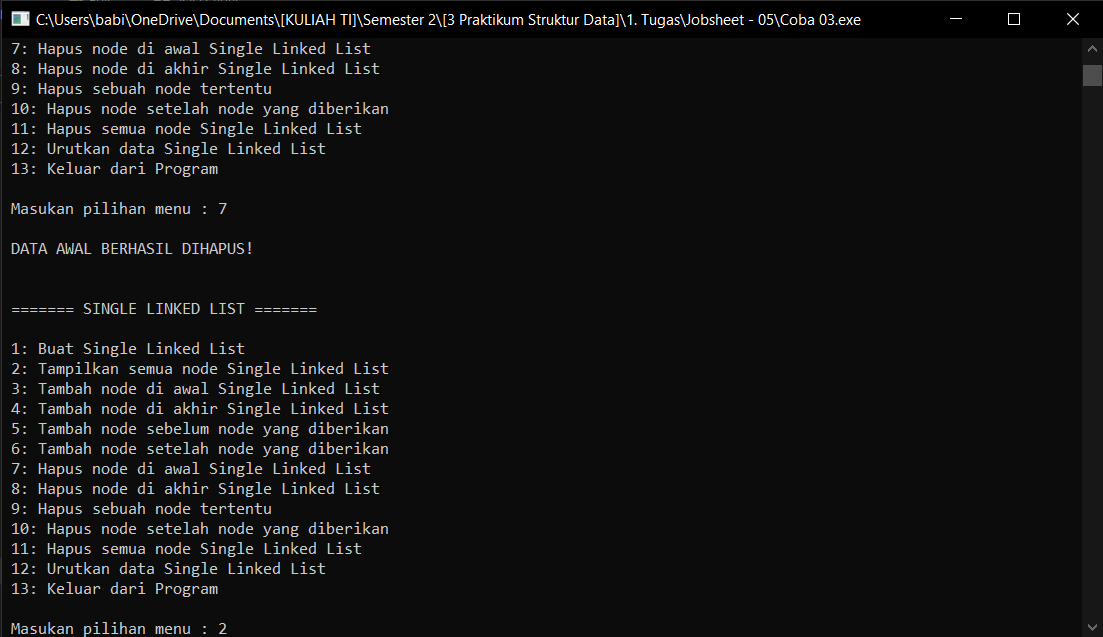 C:\Users\babi\OneDrive\Documents\[KULIAH TI]\Semester 2\[3 Praktikum Struktur Data]\1. Tugas\Jobsheet - 05\Coba 03.exe
7: Hapus node di awal Single Linked List
8: Hapus node di akhir Single Linked List
9: Hapus sebuah node tertentu
10: Hapus node setelah node yang diberikan
11: Hapus semua node Single Linked List
12: Urutkan data Single Linked List
13: Keluar dari Program
Masukan pilihan menu : 7
DATA AWAL BERHASIL DIHAPUS!
======= SINGLE LINKED LIST =======
1: Buat Single Linked List
2: Tampilkan semua node Single Linked List
3: Tambah node di awal Single Linked List
4: Tambah node di akhir Single Linked List
5: Tambah node sebelum node yang diberikan
6: Tambah node setelah node yang diberikan
7: Hapus node di awal Single Linked List
8: Hapus node di akhir Single Linked List
9: Hapus sebuah node tertentu
10: Hapus node setelah node yang diberikan
11: Hapus semua node Single Linked List
12: Urutkan data Single Linked List
13: Keluar dari Program
Masukan pilihan menu : 2